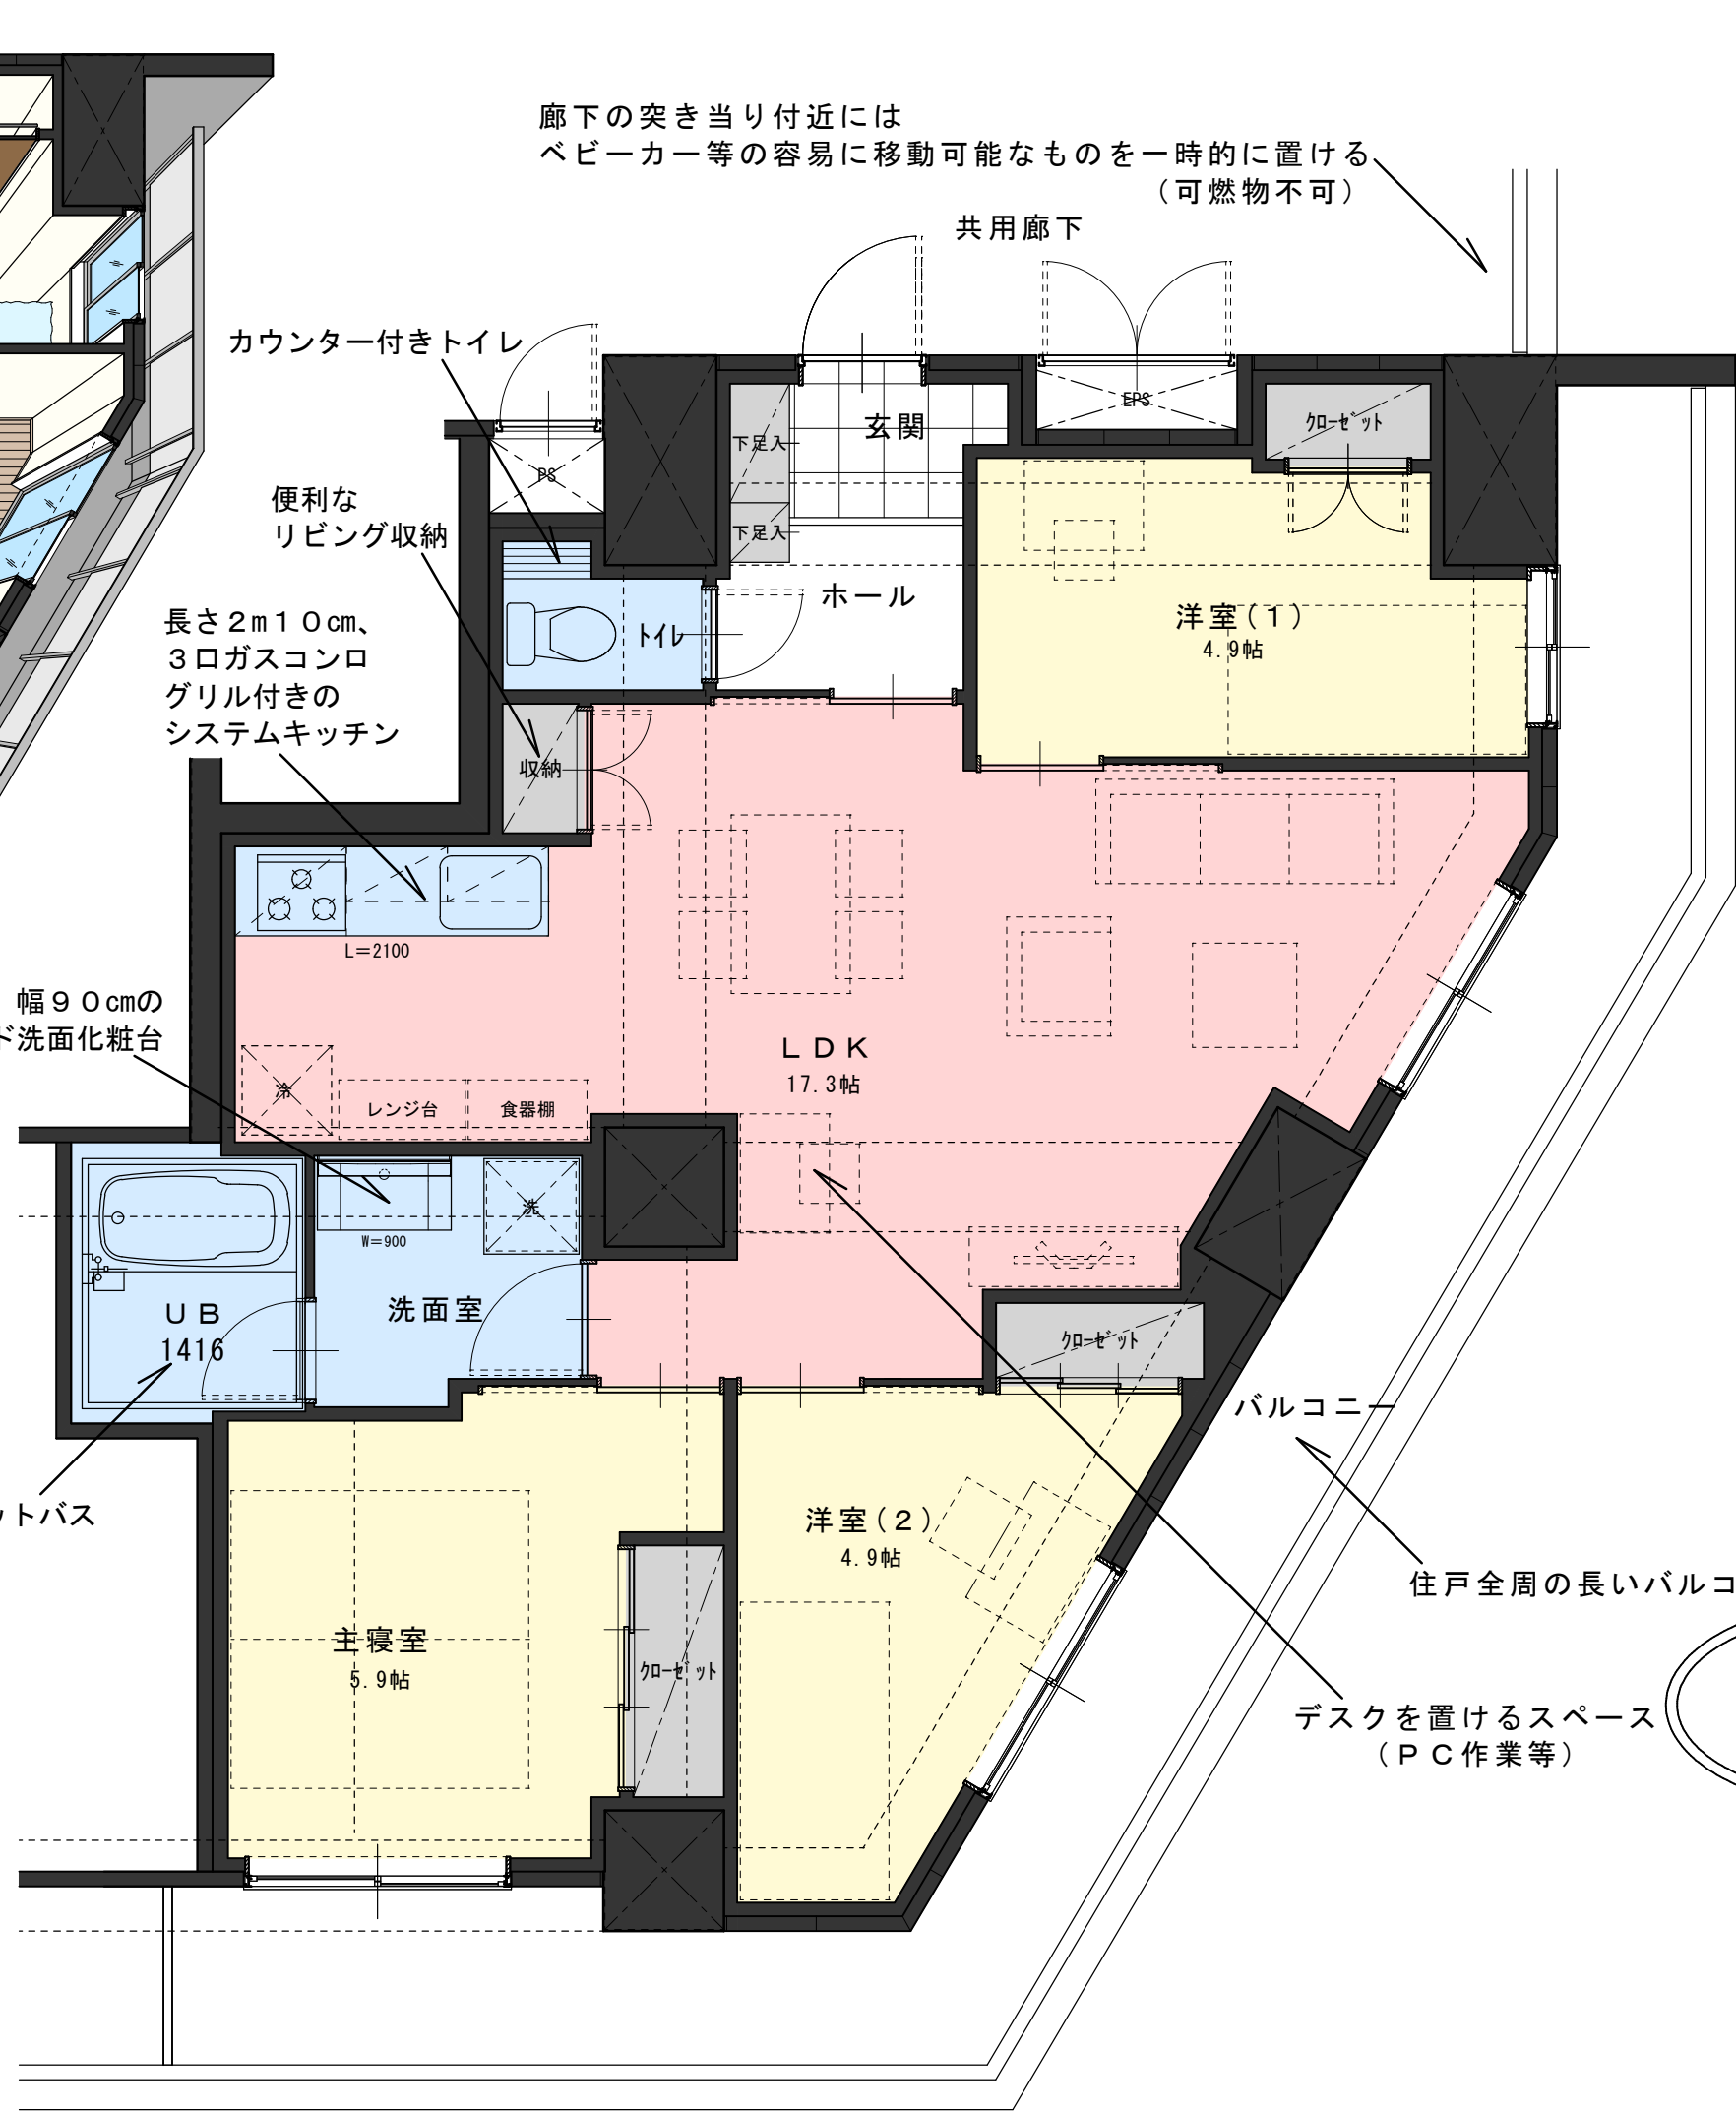 廊下の突き当り付近には
ベビーカー等の容易に移動可能なものを一時的に置ける
（可燃物不可）
共用廊下
カウンター付きトイレ
EPS
クローゼット
玄関
下足入
PS
便利な
リビング収納
下足入
ホール
洋室(1)
4.9帖
長さ2m10cm、
3口ガスコンロ
グリル付きの
システムキッチン
トイレ
収納
L=2100
幅90cmの
ド洗面化粧台
LDK
17.3帖
冷
レンジ台
食器棚
洗
W=900
UB
1416
洗面室
クローゼット
バルコニー
ットバス
洋室(2)
4.9帖
住戸全周の長いバルコ
主寝室
5.9帖
クローゼット
デスクを置けるスペース
（PC作業等）